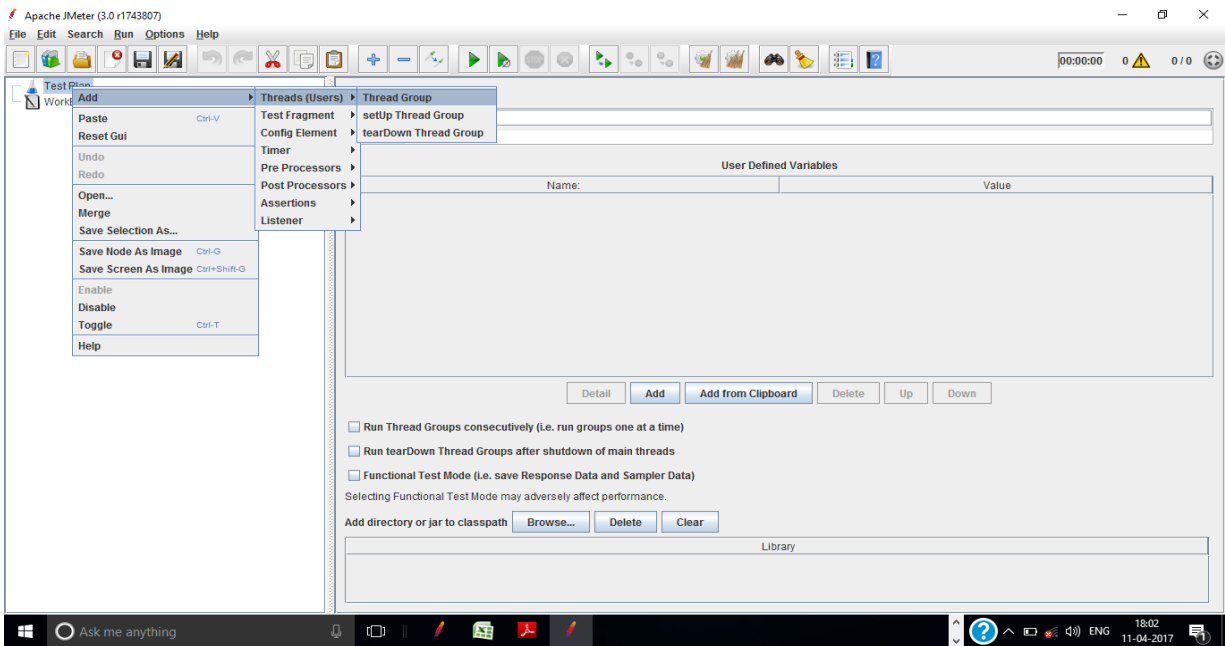 Apache JMeter (3.0 r1743807)
File Edit Search Run Options Help
00:00:00 0 0 / 0
Test Plan
Add
Paste Ctrl-V
Reset Gui
Undo
Redo
Open...
Merge
Save Selection As...
Save Node As Image Ctrl-G
Save Screen As Image Ctrl+Shift-G
Enable
Disable
Toggle Ctrl-T
Help
Threads (Users)
Test Fragment
Config Element
Timer
Pre Processors
Post Processors
Assertions
Listener
Thread Group
setUp Thread Group
tearDown Thread Group
User Defined Variables
Name: Value
Detail Add Add from Clipboard Delete Up Down
Run Thread Groups consecutively (i.e. run groups one at a time)
Run tearDown Thread Groups after shutdown of main threads
Functional Test Mode (i.e. save Response Data and Sampler Data)
Selecting Functional Test Mode may adversely affect performance.
Add directory or jar to classpath Browse... Delete Clear
Library
Ask me anything
ENG
18:02
11-04-2017